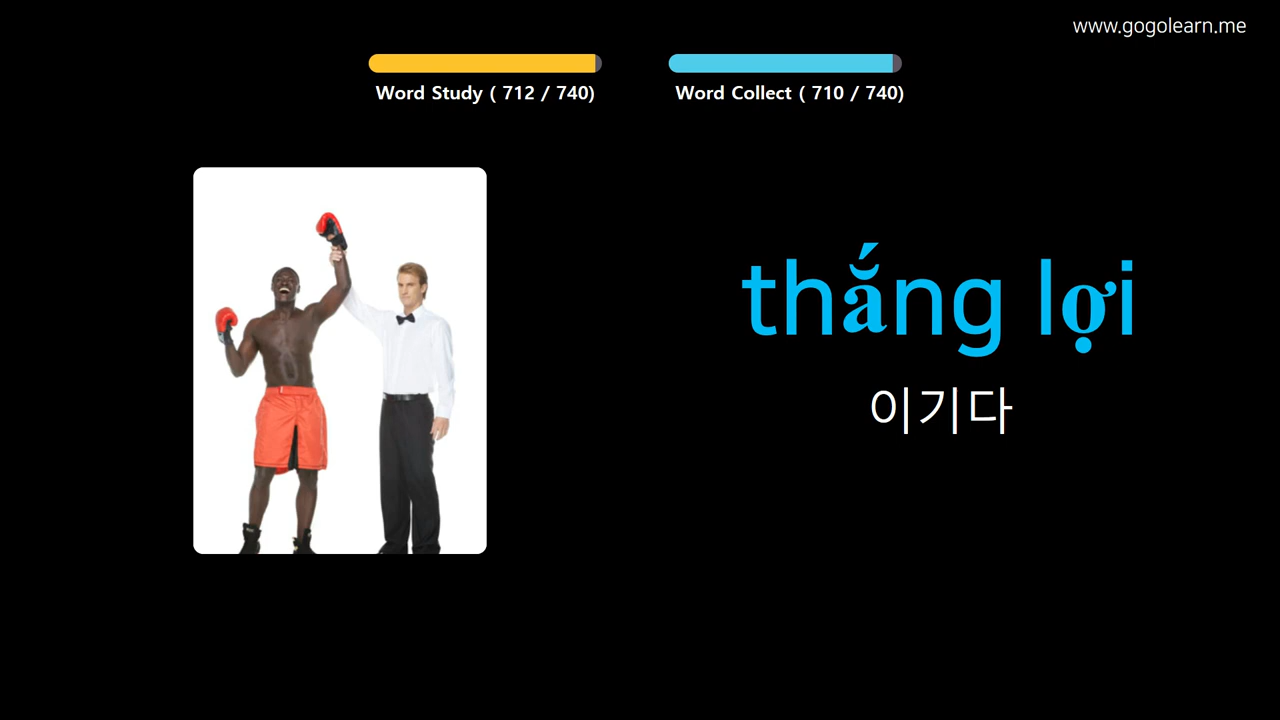 www.gogolearn.me
Word Study ( 712 / 740)
Word Collect ( 710 / 740)
thắng lợi
이기다